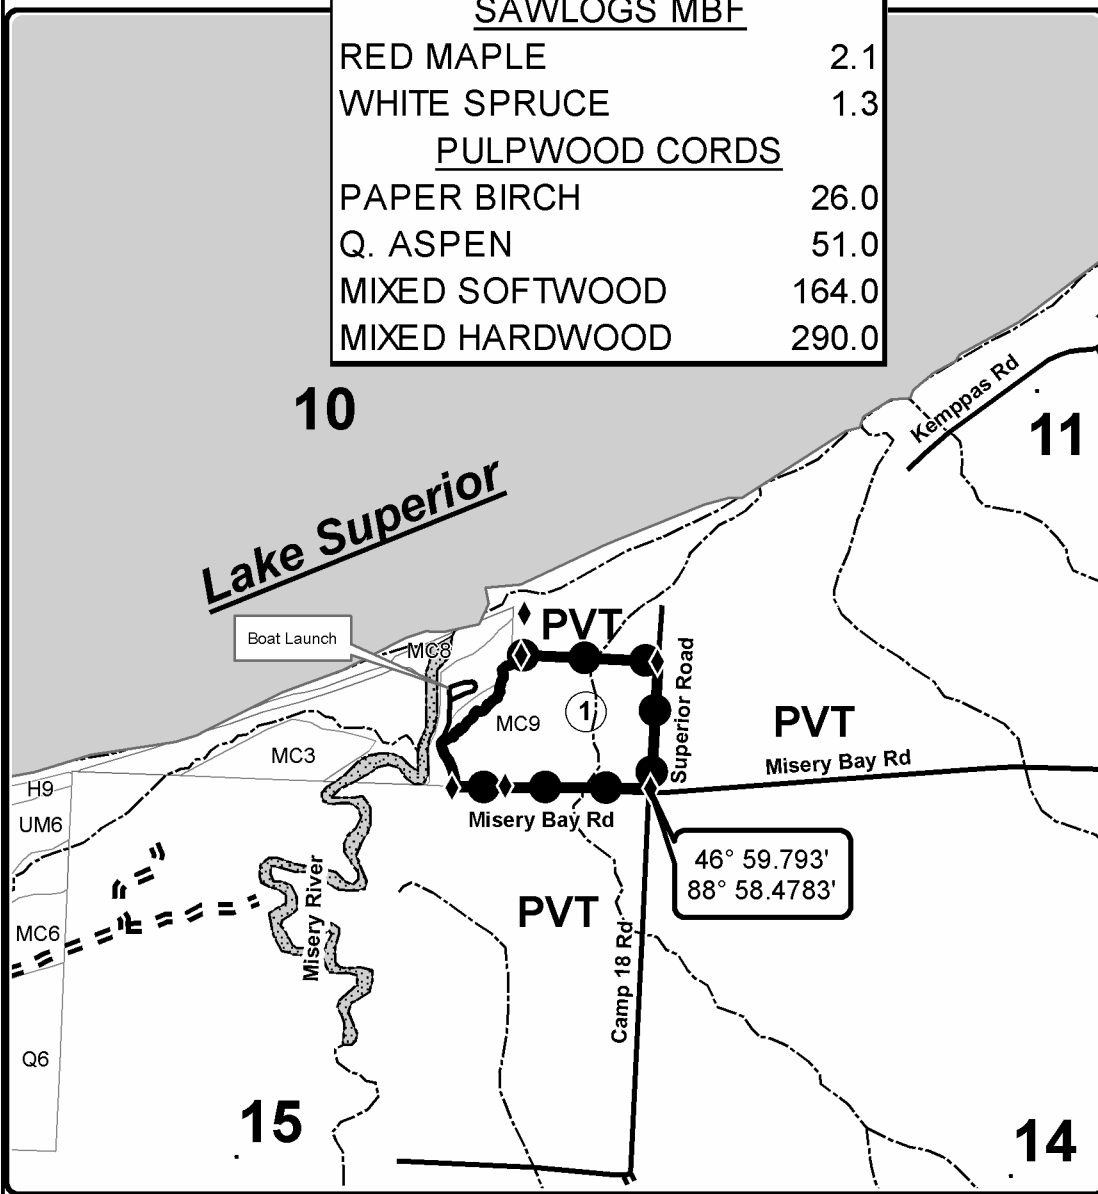 SAWLOGS MBF
RED MAPLE 2.1
WHITE SPRUCE 1.3
PULPWOOD CORDS
PAPER BIRCH 26.0
Q. ASPEN 51.0
MIXED SOFTWOOD 164.0
MIXED HARDWOOD 290.0
10
Kemppas Rd
11
Lake Superior
Boat Launch
MC8
PVT
MC9
1
Superior Road
PVT
Misery Bay Rd
MC3
H9
UM6
Misery Bay Rd
46° 59.793'
88° 58.4783'
Misery River
PVT
MC6
Camp 18 Rd
Q6
15
14